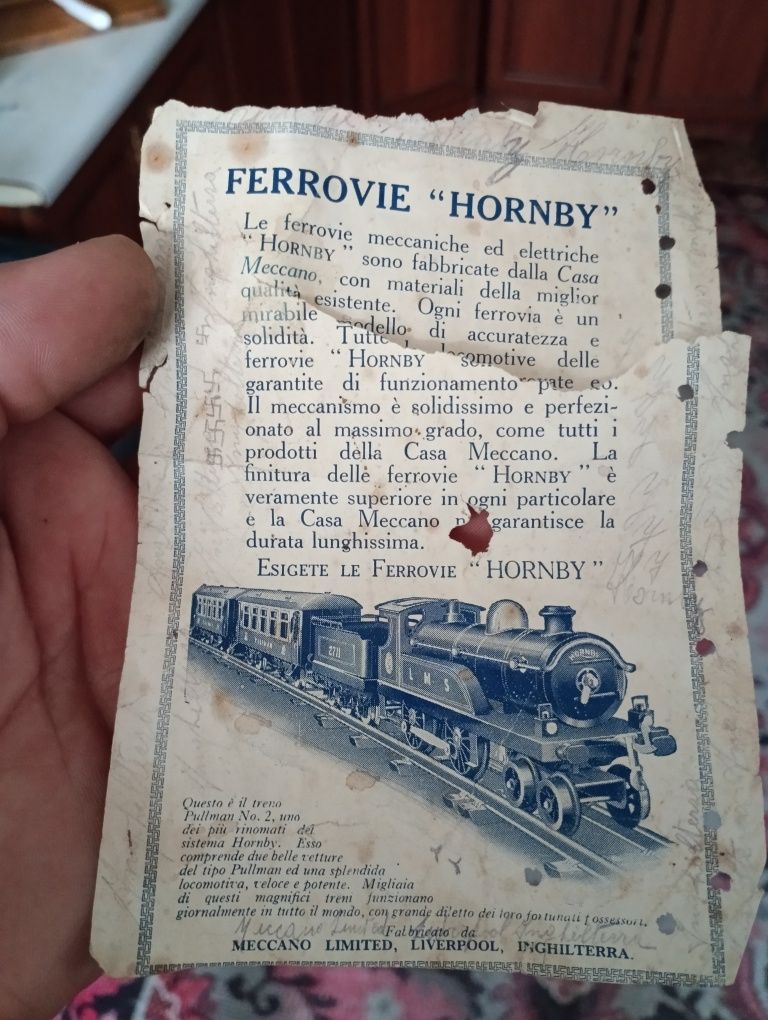 FERROVIE "HORNBY"
Le ferrovie meccaniche ed elettriche
"HORNBY" sono fabbricate dalla Casa
Meccano, con materiali della miglior
qualità esistente. Ogni ferrovia è un
mirabile modello di accuratezza e
solidità. Tutte locomotive delle
ferrovie "HORNBY
garantite di funzionamento
Il meccanismo è solidissimo e perfezi-
onato al massimo grado, come tutti i
prodotti della Casa Meccano. La
finitura delle ferrovie "HORNBY" è
veramente superiore in ogni particolare
e la Casa Meccano garantisce la
durata lunghissima.
ESIGETE LE FERROVIE "HORNBY"
HORNBY
PULLMAN
2711
L M S
Questo è il treno
Pullman No. 2, uno
dei più rinomati del
sistema Hornby. Esso
comprende due belle vetture
del tipo Pullman ed una splendida
locomotiva, veloce e potente. Migliaia
di questi magnifici treni funzionano
giornalmente in tutto il mondo, con grande diletto dei loro fortunati possessori.
Fabbricato da
MECCANO LIMITED, LIVERPOOL, INGHILTERRA.